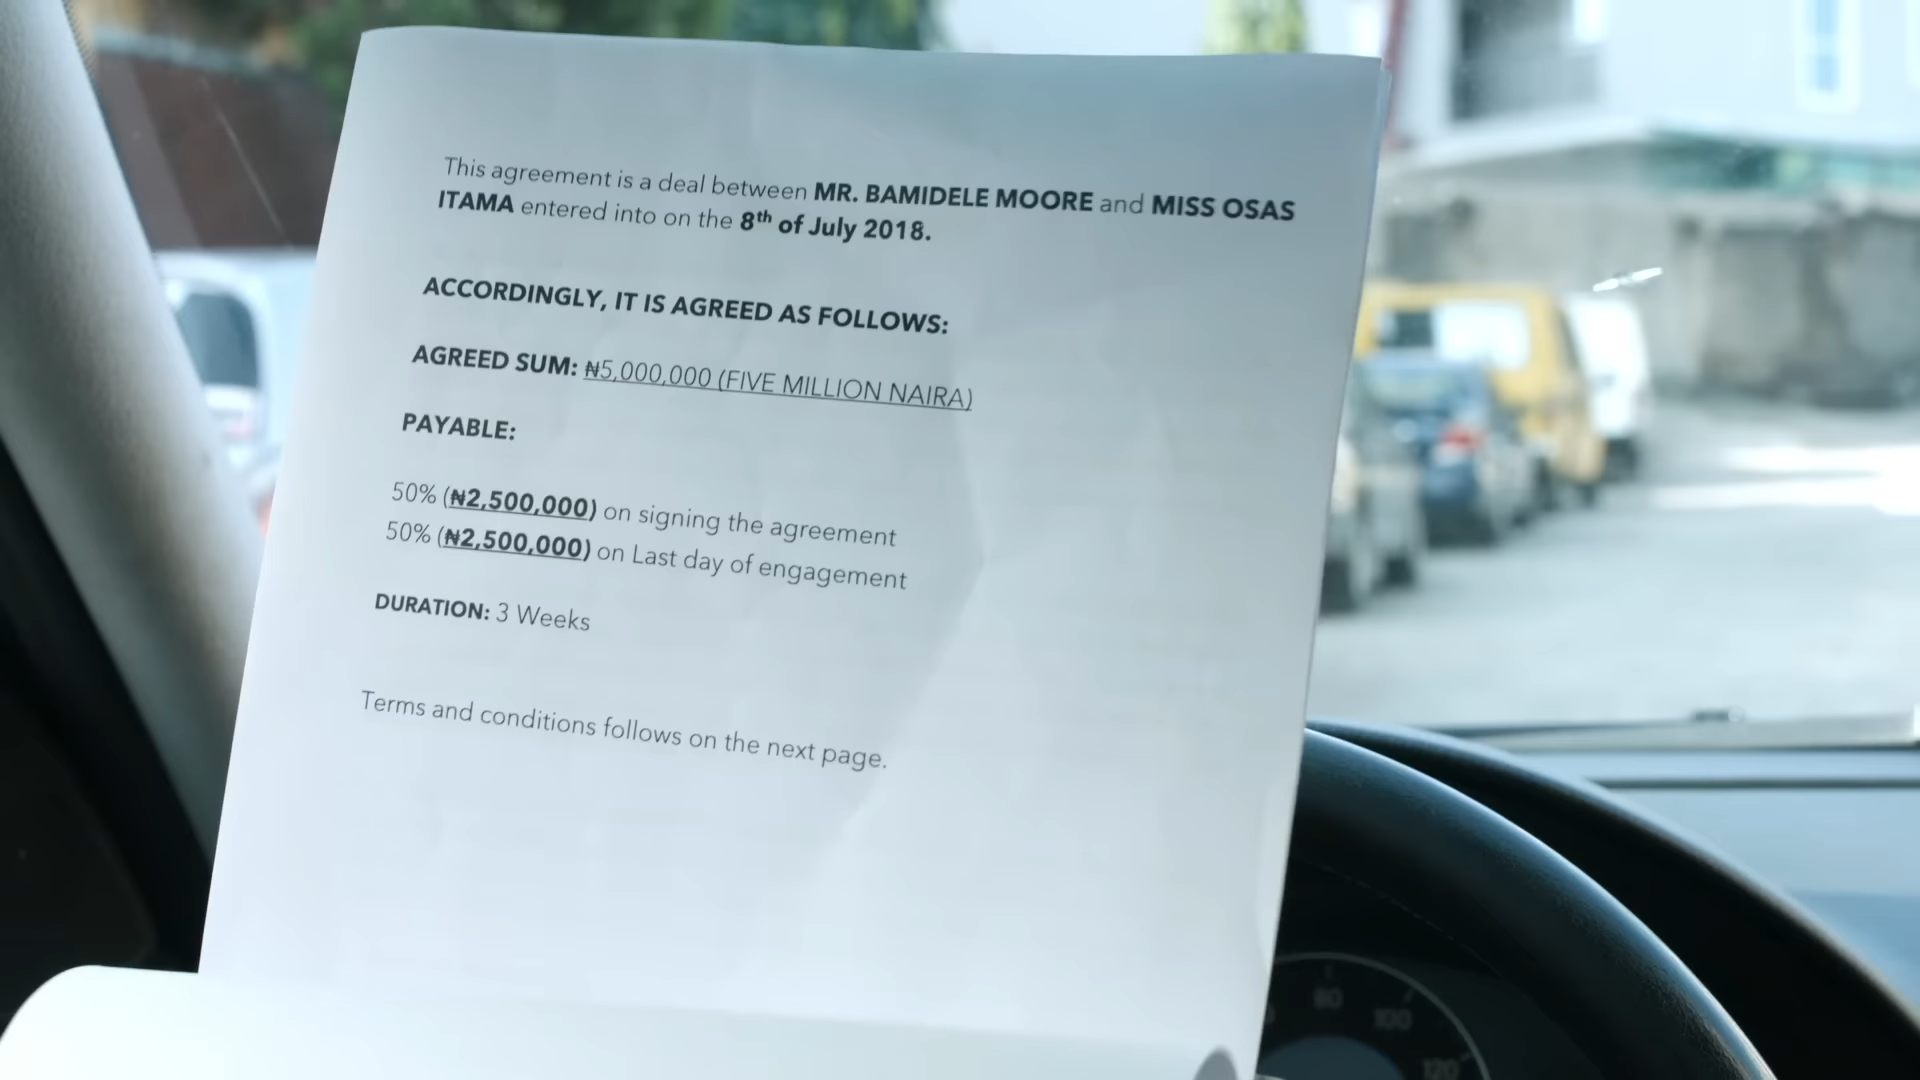 This agreement is a deal between MR. BAMIDELE MOORE and MISS OSAS
ITAMA entered into on the 8th of July 2018.
ACCORDINGLY, IT IS AGREED AS FOLLOWS:
AGREED SUM: ₦5,000,000 (FIVE MILLION NAIRA)
PAYABLE:
50% (₦2,500,000) on signing the agreement
50% (₦2,500,000) on Last day of engagement
DURATION: 3 Weeks
Terms and conditions follows on the next page.
80
100
120